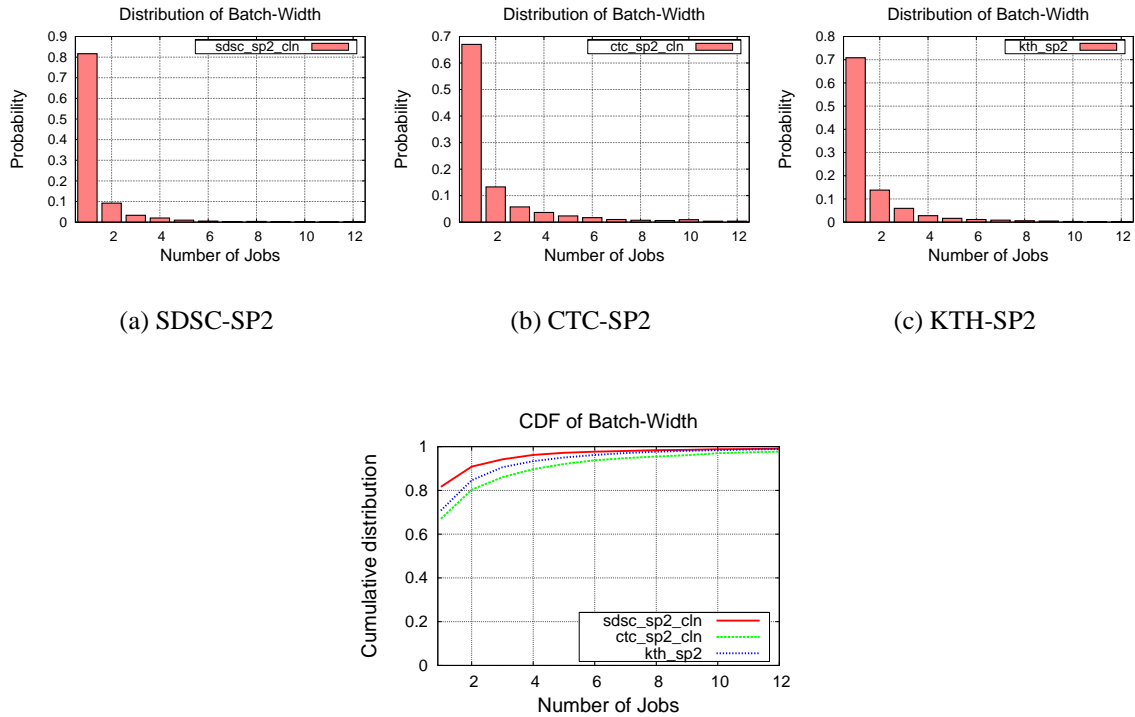 Distribution of Batch-Width
sdsc_sp2_cln
Probability
0.9
0.8
0.7
0.6
0.5
0.4
0.3
0.2
0.1
0
2 4 6 8 10 12
Number of Jobs
(a) SDSC-SP2
Distribution of Batch-Width
ctc_sp2_cln
Probability
0.7
0.6
0.5
0.4
0.3
0.2
0.1
0
2 4 6 8 10 12
Number of Jobs
(b) CTC-SP2
Distribution of Batch-Width
kth_sp2
Probability
0.8
0.7
0.6
0.5
0.4
0.3
0.2
0.1
0
2 4 6 8 10 12
Number of Jobs
(c) KTH-SP2
CDF of Batch-Width
Cumulative distribution
1
0.8
0.6
0.4
0.2
0
sdsc_sp2_cln
ctc_sp2_cln
kth_sp2
2 4 6 8 10 12
Number of Jobs